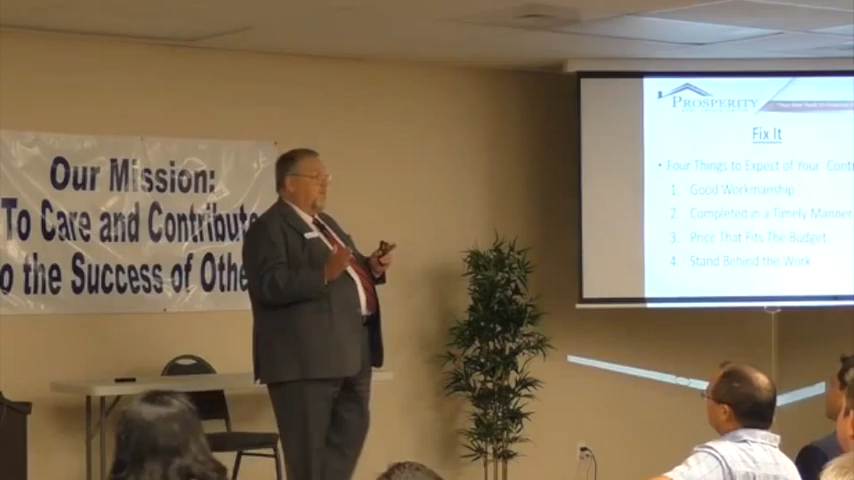 Our Mission:
To Care and Contribute
o the Success of Othe
PROSPERITY
Fix It
• Four Things to Expect of Your Contr
1. Good Workmanship
2. Completed in a Timely Manner
3. Price That Fits The Budget
4. Stand Behind the Work